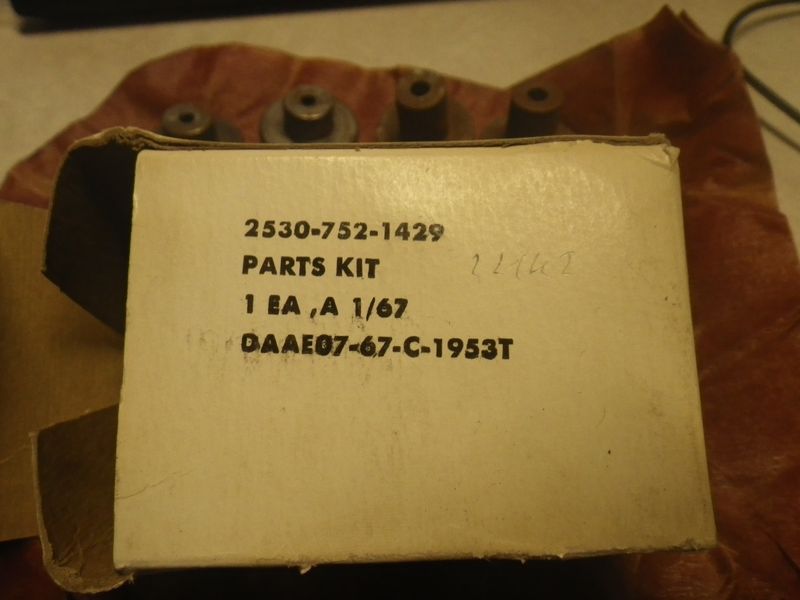 2530-752-1429
PARTS KIT
1 EA ,A 1/67
DAAE07-67-C-1953T